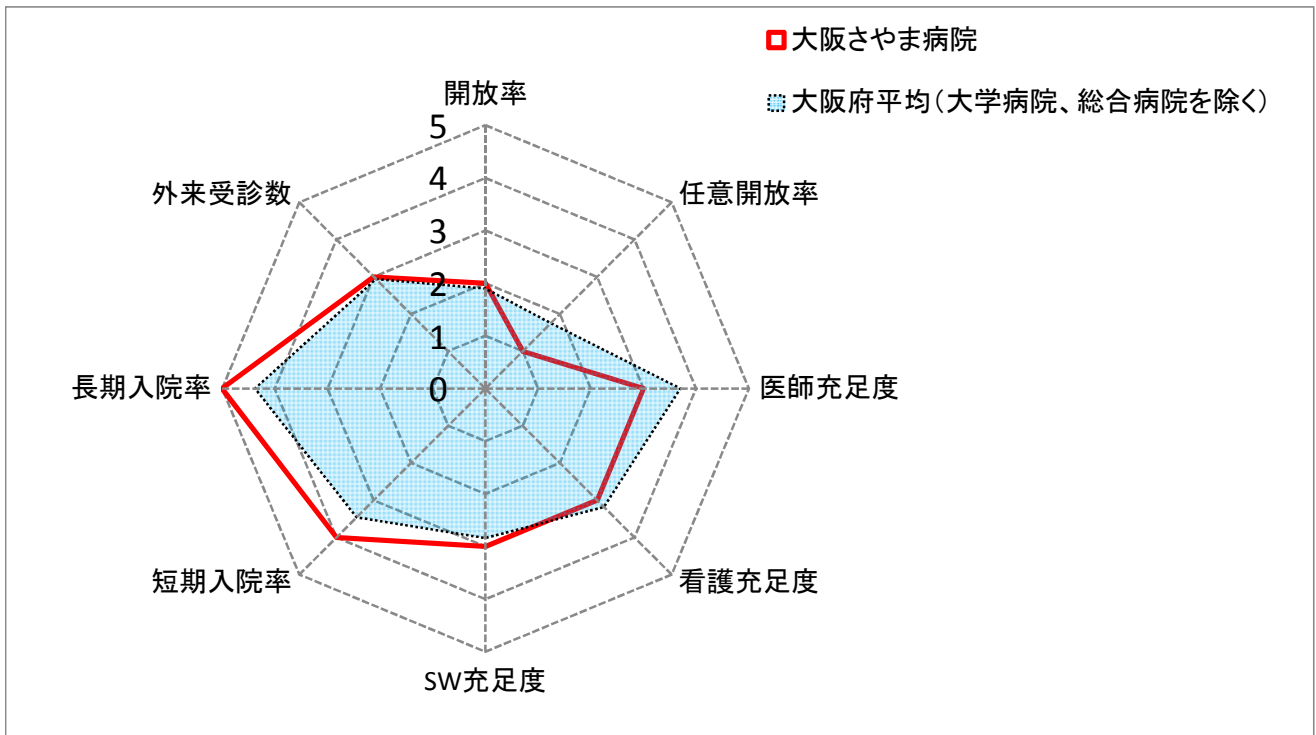 大阪さやま病院
大阪府平均（大学病院、総合病院を除く）
開放率
任意開放率
医師充足度
看護充足度
SW充足度
短期入院率
長期入院率
外来受診数
5
4
3
2
1
0